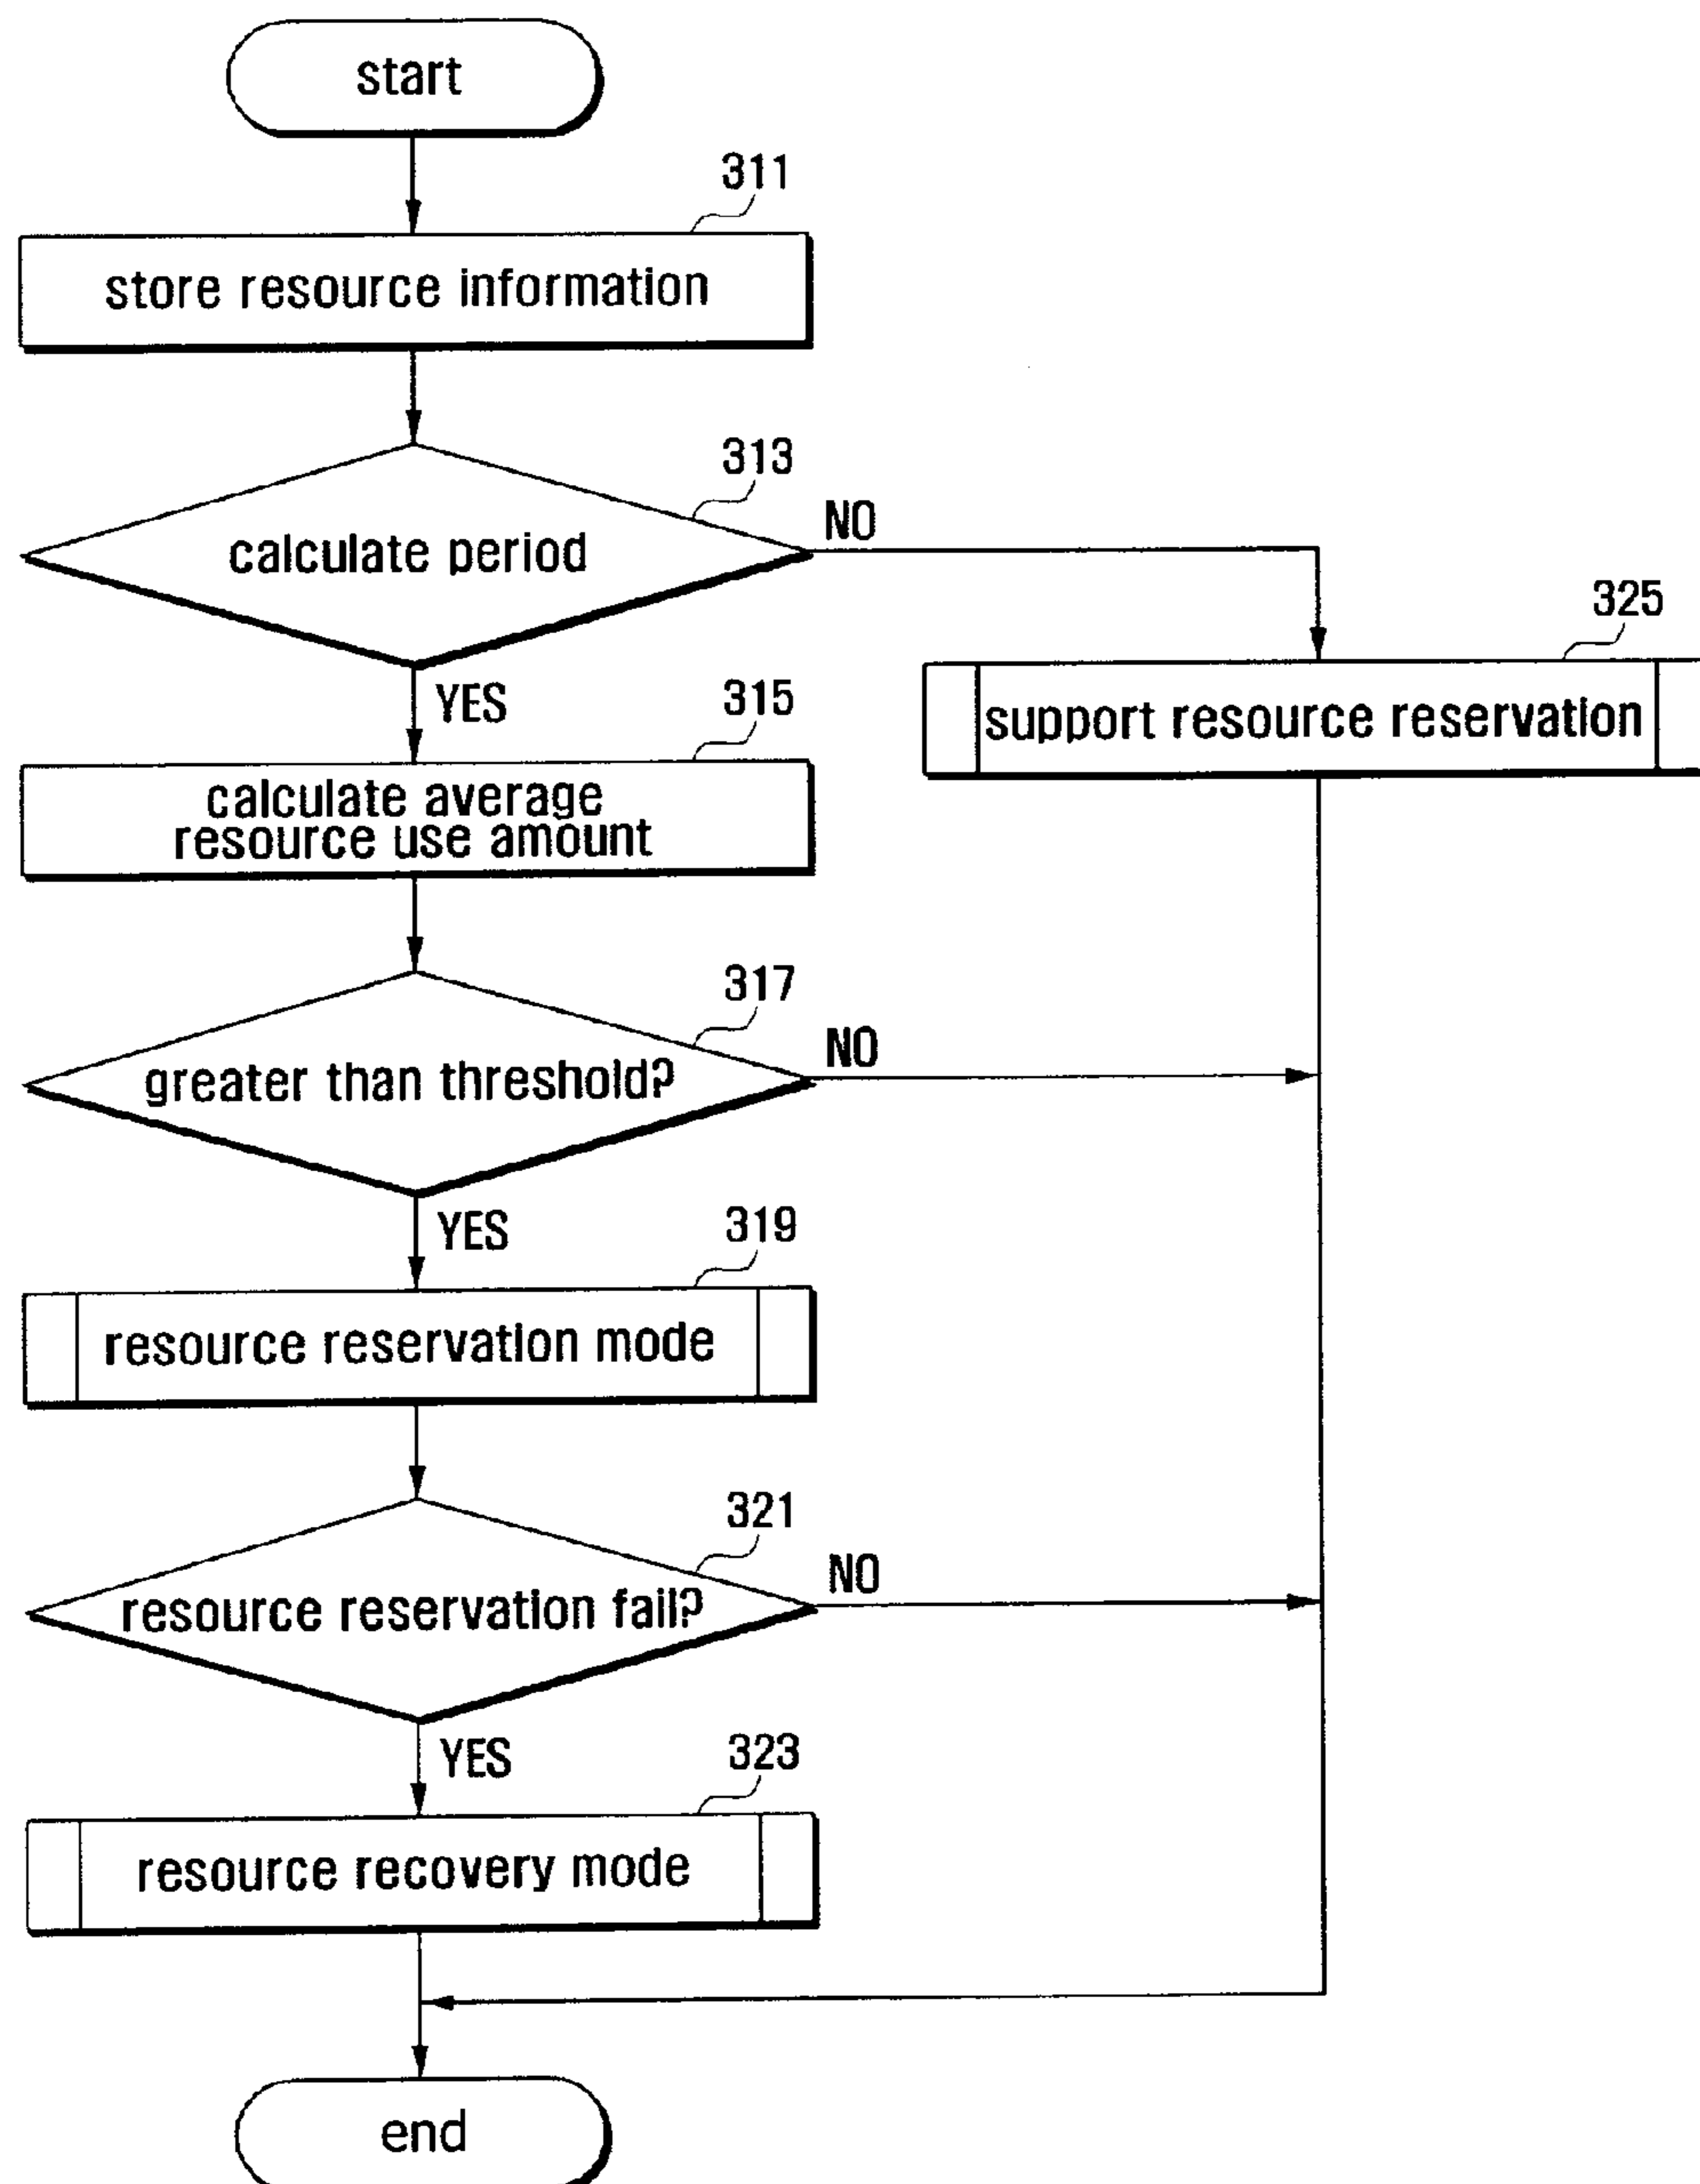 start
311
store resource information
313
calculate period
NO
YES
325
support resource reservation
315
calculate average
resource use amount
317
greater than threshold?
NO
YES
319
resource reservation mode
321
resource reservation fail?
NO
YES
323
resource recovery mode
end